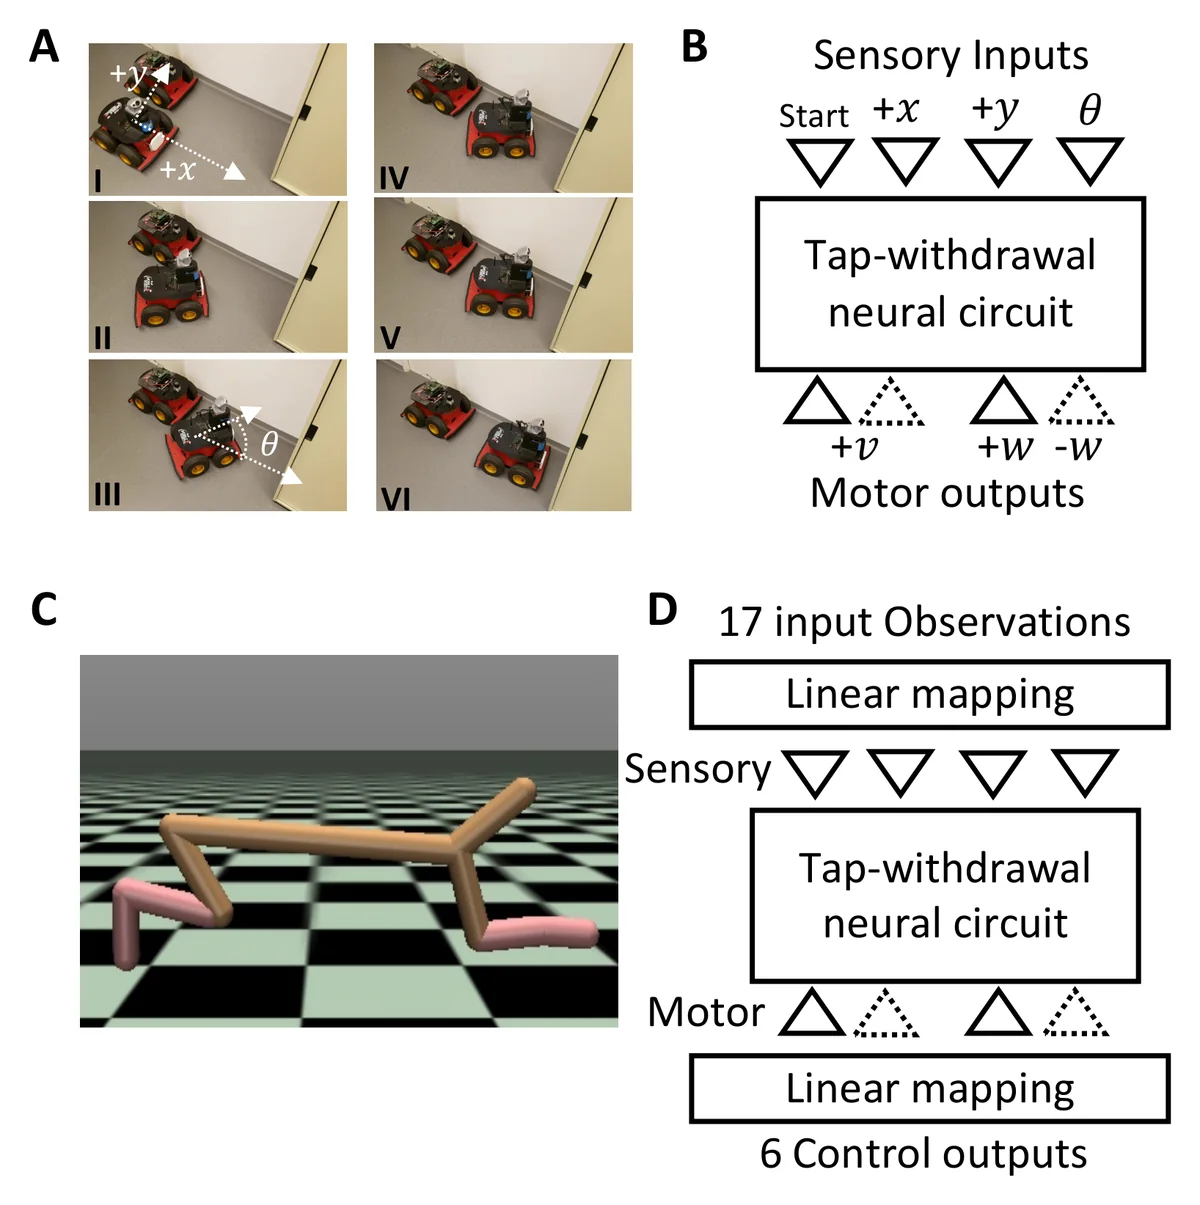 A
+y
+x
I
II
θ
III
IV
V
VI
B
Sensory Inputs
Start +x +y θ
Tap-withdrawal
neural circuit
+v +w -w
Motor outputs
C
D
17 input Observations
Linear mapping
Sensory
Tap-withdrawal
neural circuit
Motor
Linear mapping
6 Control outputs